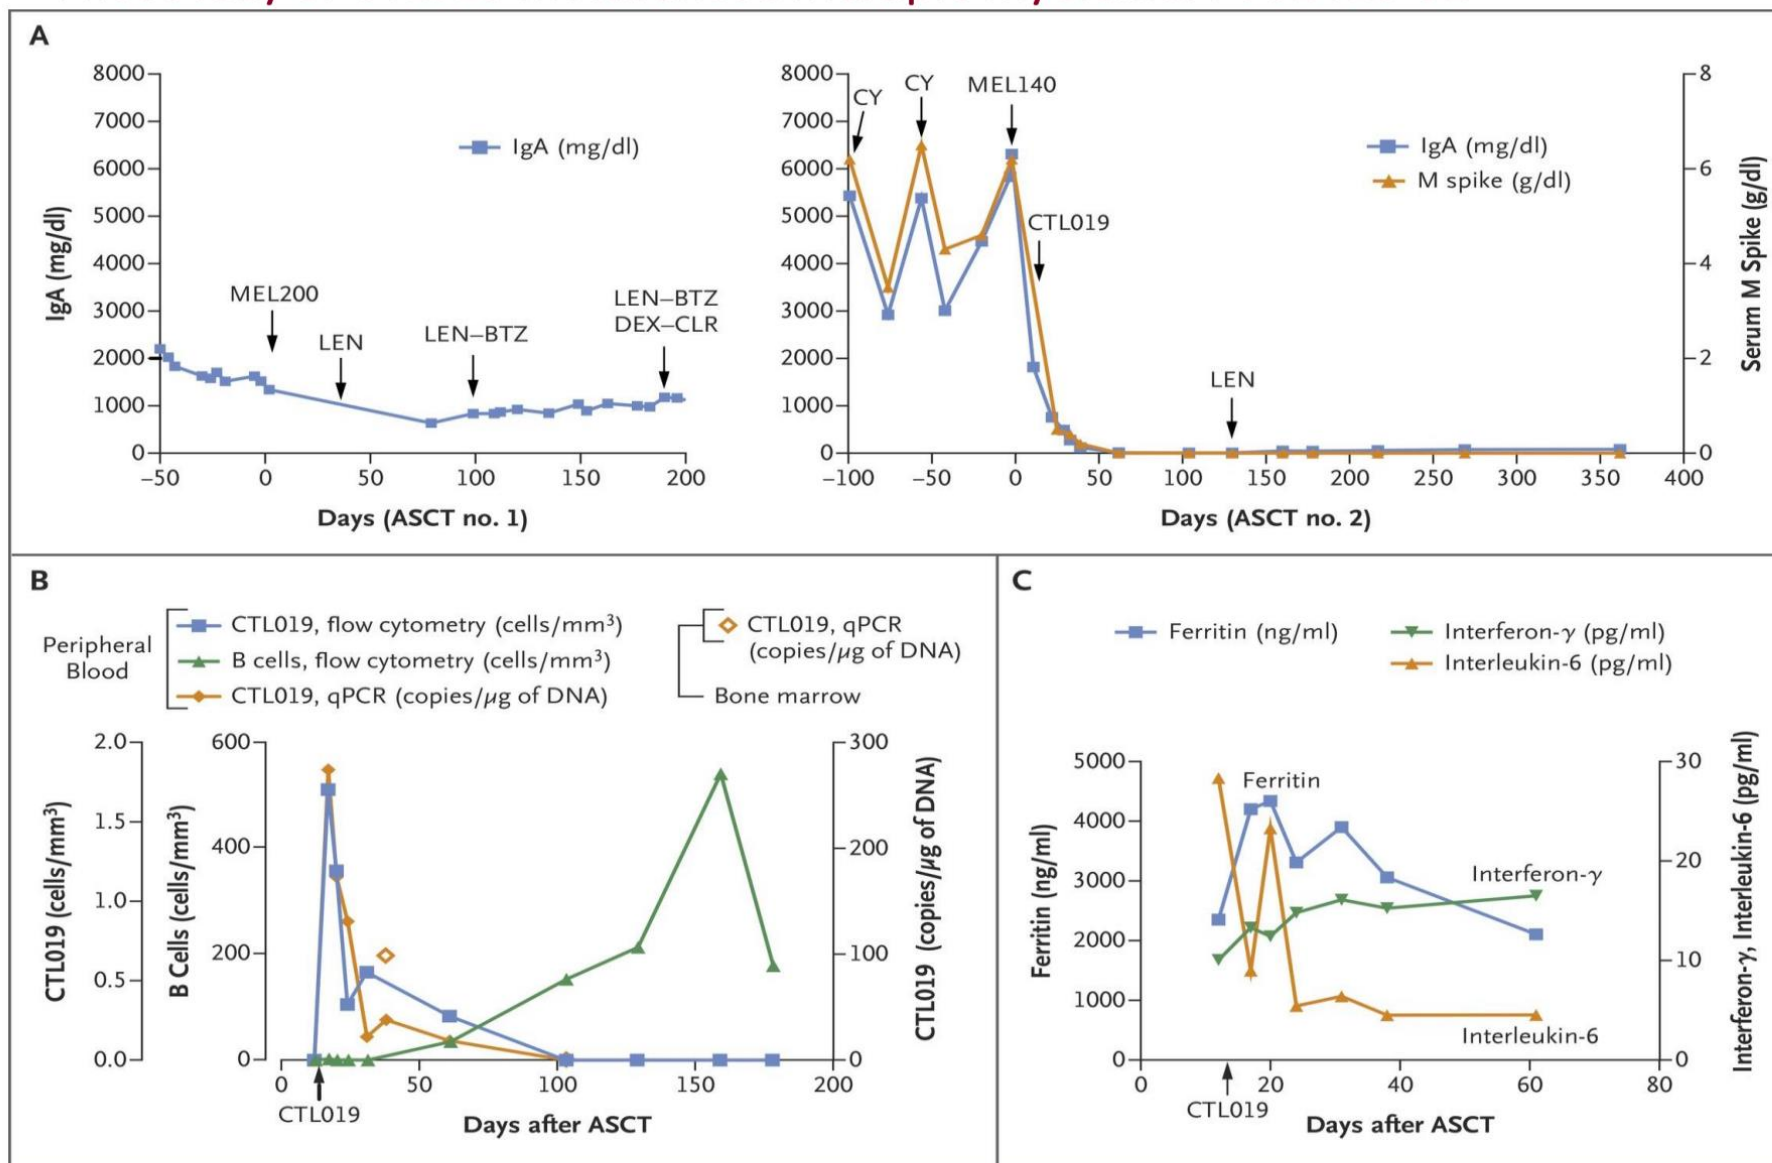 A
8000
7000
6000
5000
4000
3000
2000
1000
0
IgA (mg/dl)
IgA (mg/dl)
MEL200
LEN
LEN–BTZ
LEN–BTZ
DEX–CLR
–50
0
50
100
150
200
Days (ASCT no. 1)
8000
7000
6000
5000
4000
3000
2000
1000
0
CY
CY
MEL140
CTL019
LEN
IgA (mg/dl)
M spike (g/dl)
8
6
4
2
0
Serum M Spike (g/dl)
–100
–50
0
50
100
150
200
250
300
350
400
Days (ASCT no. 2)
B
Peripheral
Blood
CTL019, flow cytometry (cells/mm³)
B cells, flow cytometry (cells/mm³)
CTL019, qPCR (copies/µg of DNA)
CTL019, qPCR
(copies/µg of DNA)
Bone marrow
2.0
1.5
1.0
0.5
0.0
CTL019 (cells/mm³)
600
400
200
0
B Cells (cells/mm³)
300
200
100
0
CTL019 (copies/µg of DNA)
0
50
100
150
200
CTL019
Days after ASCT
C
Ferritin (ng/ml)
Interferon-γ (pg/ml)
Interleukin-6 (pg/ml)
5000
4000
3000
2000
1000
0
Ferritin (ng/ml)
Ferritin
Interferon-γ
Interleukin-6
30
20
10
0
Interferon-γ, Interleukin-6 (pg/ml)
0
20
40
60
80
CTL019
Days after ASCT